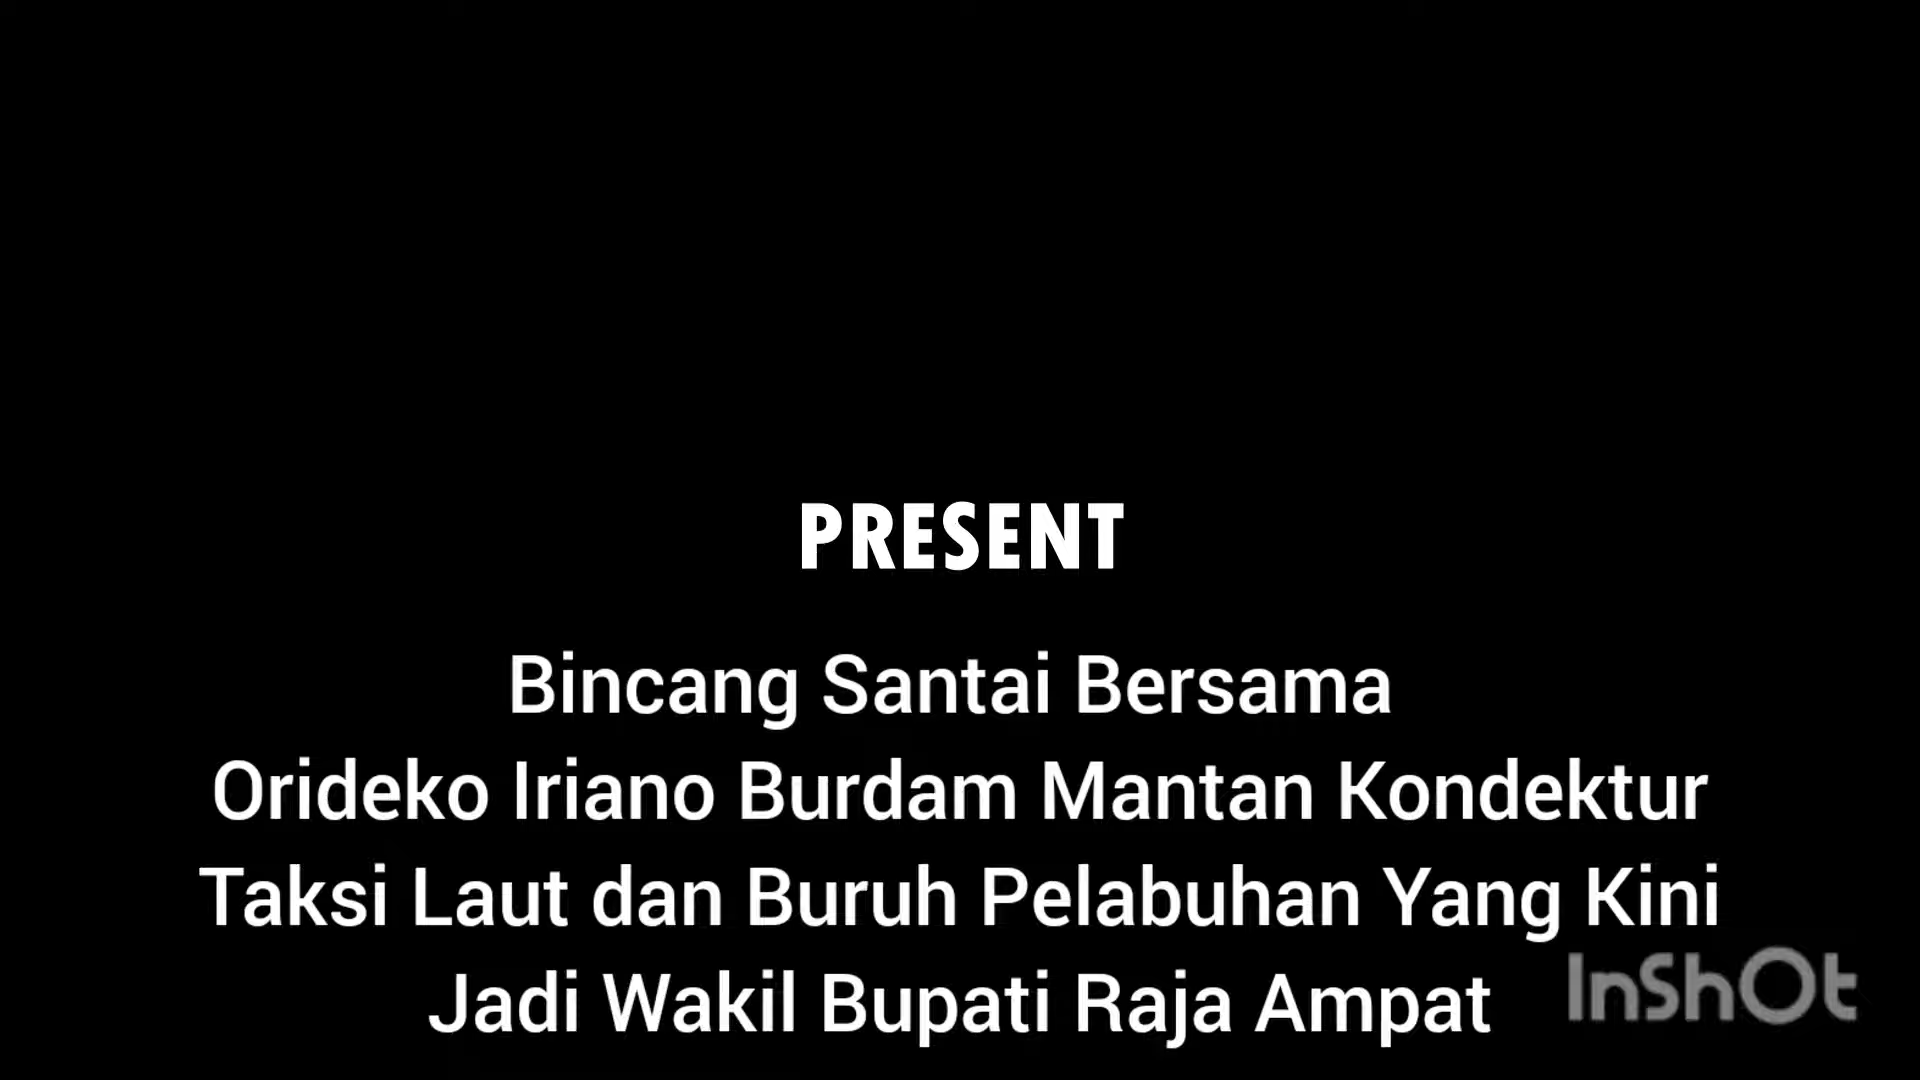 PRESENT
Bincang Santai Bersama
Orideko Iriano Burdam Mantan Kondektur
Taksi Laut dan Buruh Pelabuhan Yang Kini
Jadi Wakil Bupati Raja Ampat
InShOt